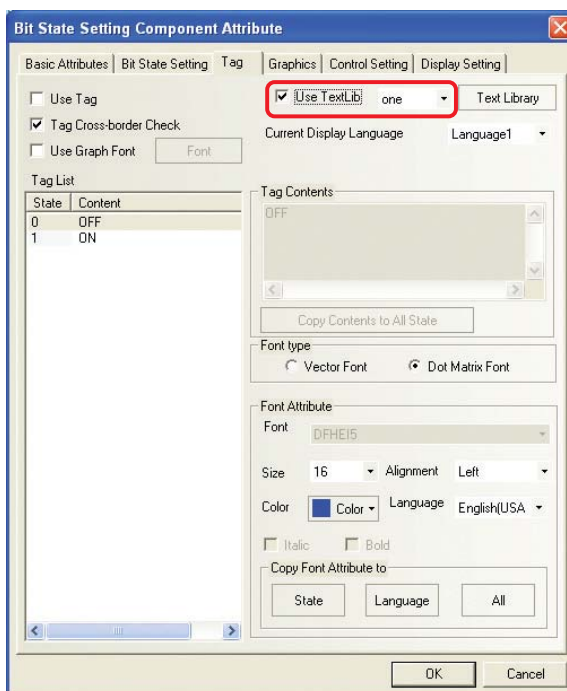 Bit State Setting Component Attribute
Basic Attributes Bit State Setting Tag Graphics Control Setting Display Setting
Use Tag
Use TextLib one Text Library
Tag Cross-border Check
Current Display Language Language1
Use Graph Font Font
Tag List
State Content
0 OFF
1 ON
Tag Contents
OFF
Copy Contents to All State
Font type
Vector Font Dot Matrix Font
Font Attribute
Font DFHEI5
Size 16 Alignment Left
Color Color Language English(USA
Italic Bold
Copy Font Attribute to
State Language All
OK Cancel